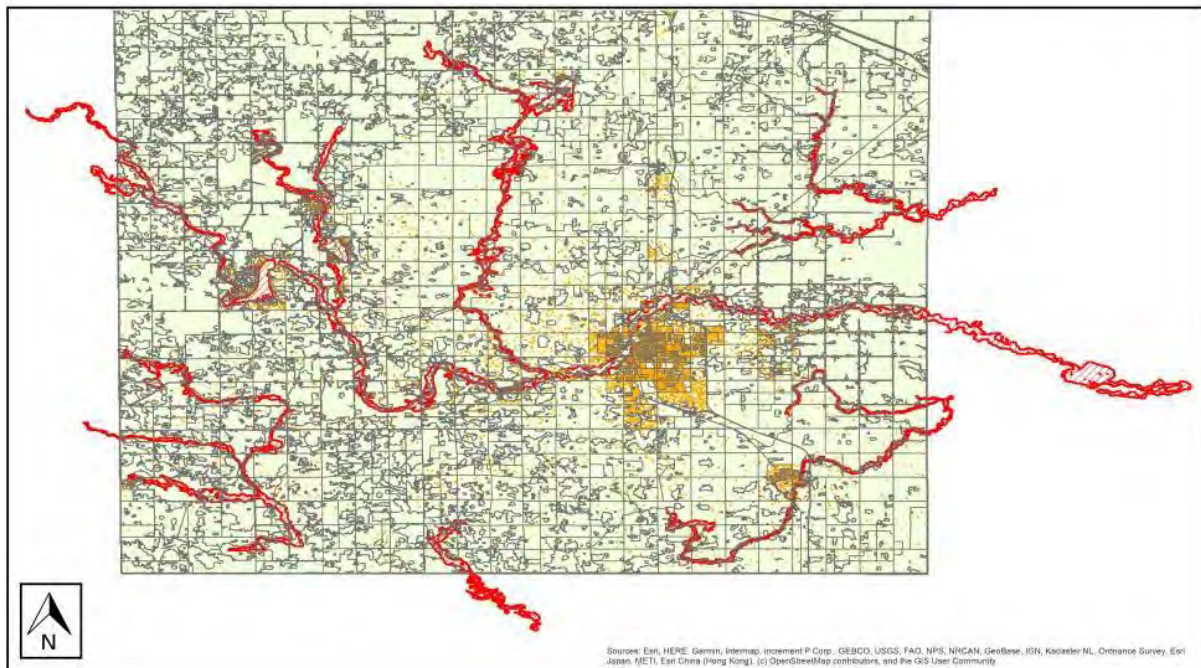 N
Sources: Esri, HERE, Garmin, Intermap, increment P Corp., GEBCO, USGS, FAO, NPS, NRCAN, GeoBase, IGN, Kadaster NL, Ordnance Survey, Esri
Japan, METI, Esri China (Hong Kong), (c) OpenStreetMap contributors, and the GIS User Community